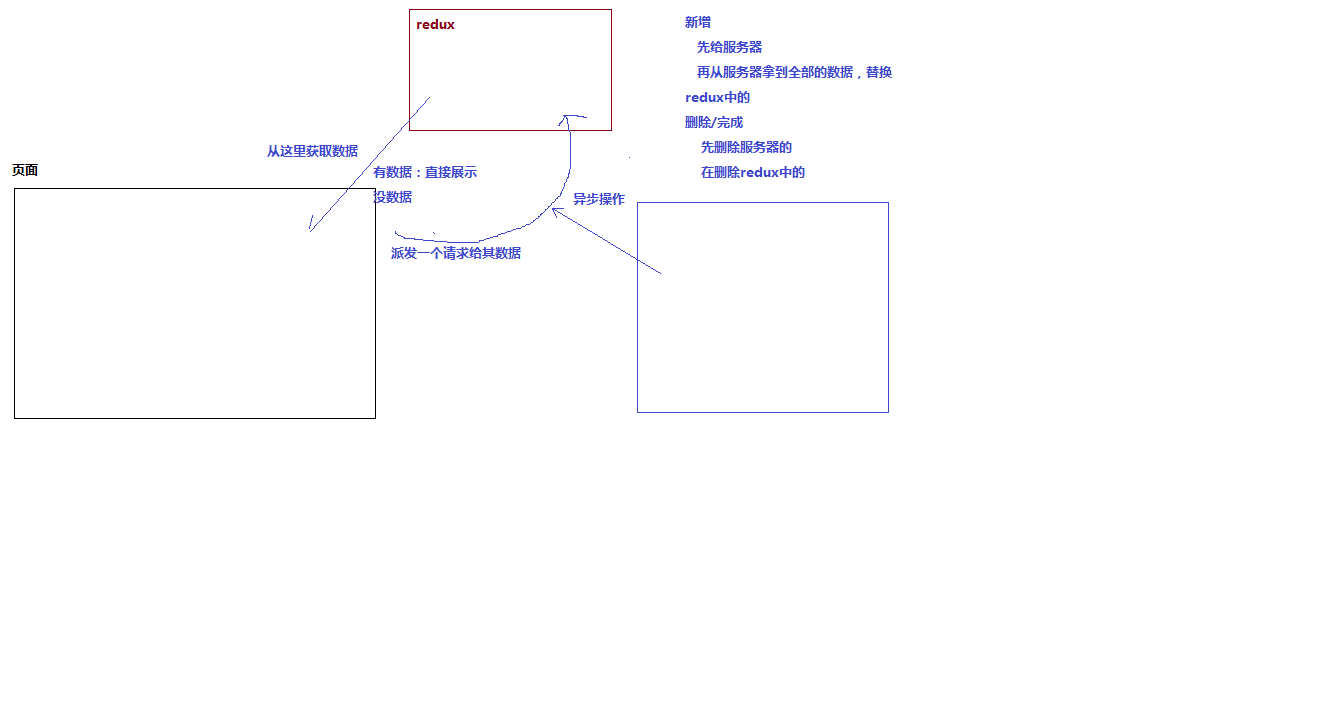 redux
新增
先给服务器
再从服务器拿到全部的数据，替换
redux中的
删除/完成
先删除服务器的
在删除redux中的
从这里获取数据
页面
有数据：直接展示
没数据
异步操作
派发一个请求给其数据